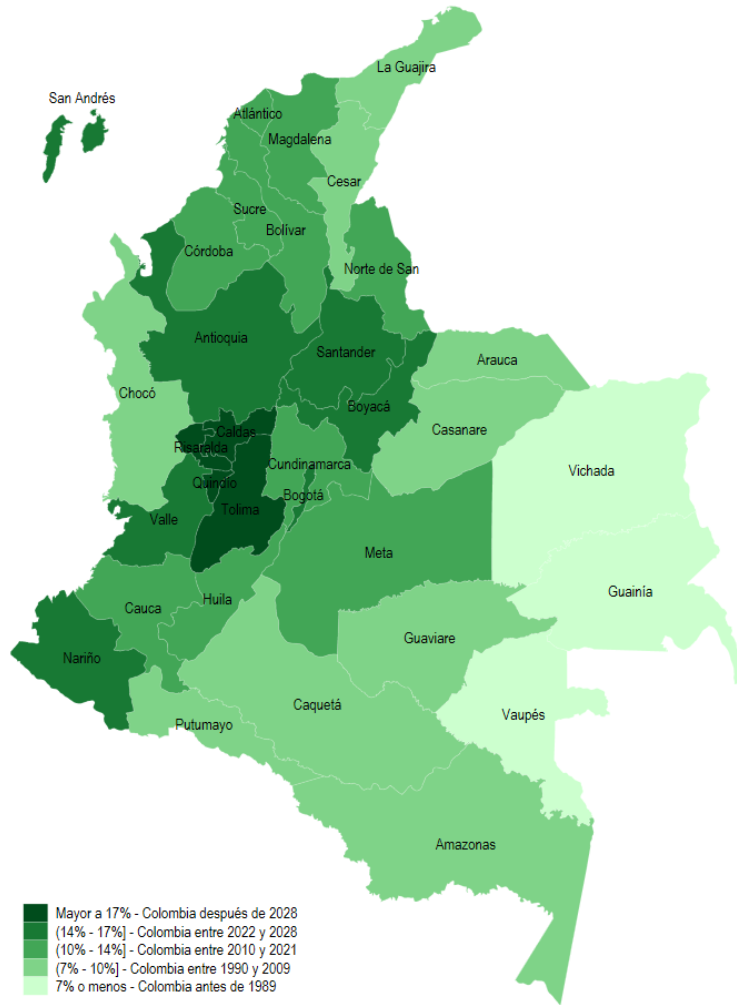 La Guajira
San Andrés
Atlántico
Magdalena
Cesar
Sucre
Bolívar
Córdoba
Norte de San
Antioquia
Santander
Arauca
Chocó
Boyacá
Casanare
Caldas
Risaralda
Cundinamarca
Vichada
Quindío
Bogotá
Tolima
Valle
Meta
Guainía
Huila
Cauca
Guaviare
Nariño
Caquetá
Vaupés
Putumayo
Amazonas
Mayor a 17% - Colombia después de 2028
(14% - 17%] - Colombia entre 2022 y 2028
(10% - 14%] - Colombia entre 2010 y 2021
(7% - 10%] - Colombia entre 1990 y 2009
7% o menos - Colombia antes de 1989